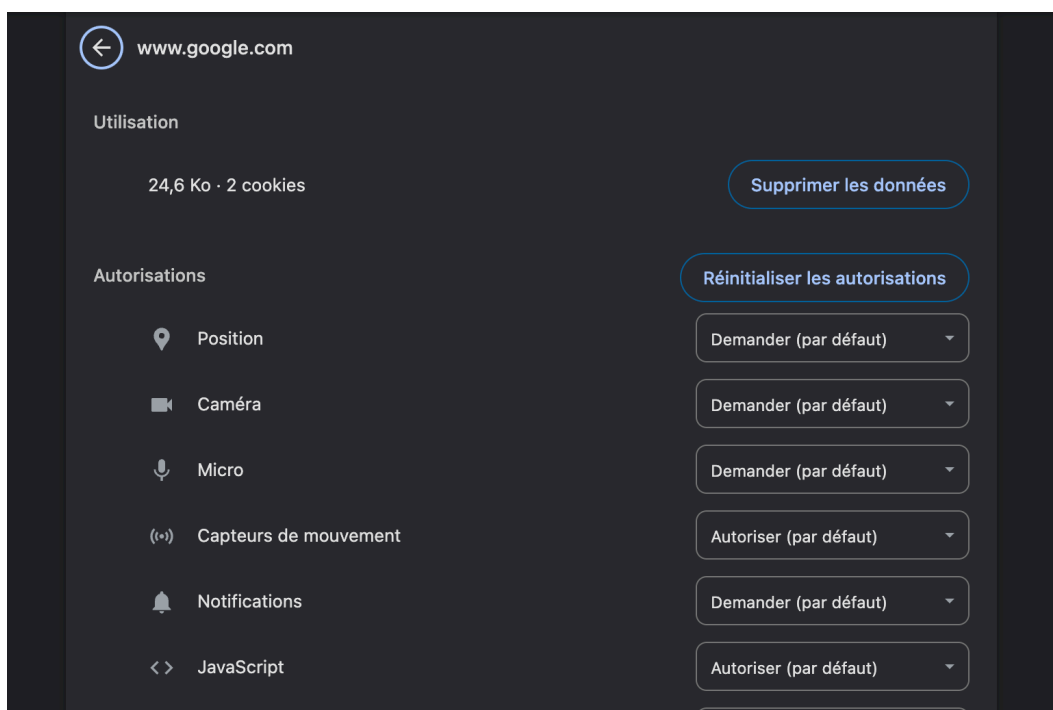 www.google.com
Utilisation
24,6 Ko · 2 cookies
Supprimer les données
Autorisations
Réinitialiser les autorisations
Position
Demander (par défaut)
Caméra
Demander (par défaut)
Micro
Demander (par défaut)
Capteurs de mouvement
Autoriser (par défaut)
Notifications
Demander (par défaut)
JavaScript
Autoriser (par défaut)